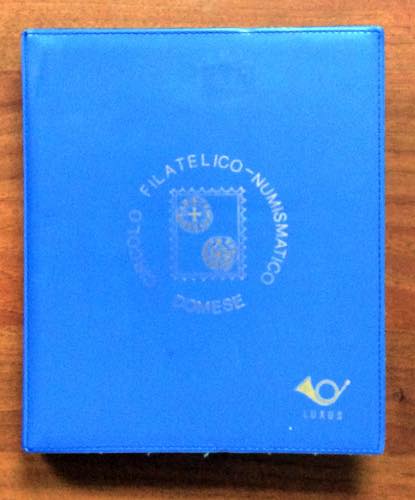 CIRCOLO FILATELICO-NUMISMATICO
DOMESE
LUXUS